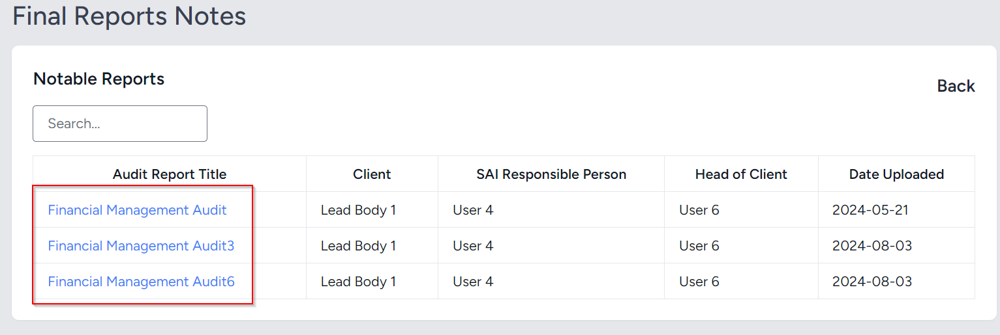 Final Reports Notes
Notable Reports
Back
Search...
Audit Report Title Client SAI Responsible Person Head of Client Date Uploaded
Financial Management Audit Lead Body 1 User 4 User 6 2024-05-21
Financial Management Audit3 Lead Body 1 User 4 User 6 2024-08-03
Financial Management Audit6 Lead Body 1 User 4 User 6 2024-08-03